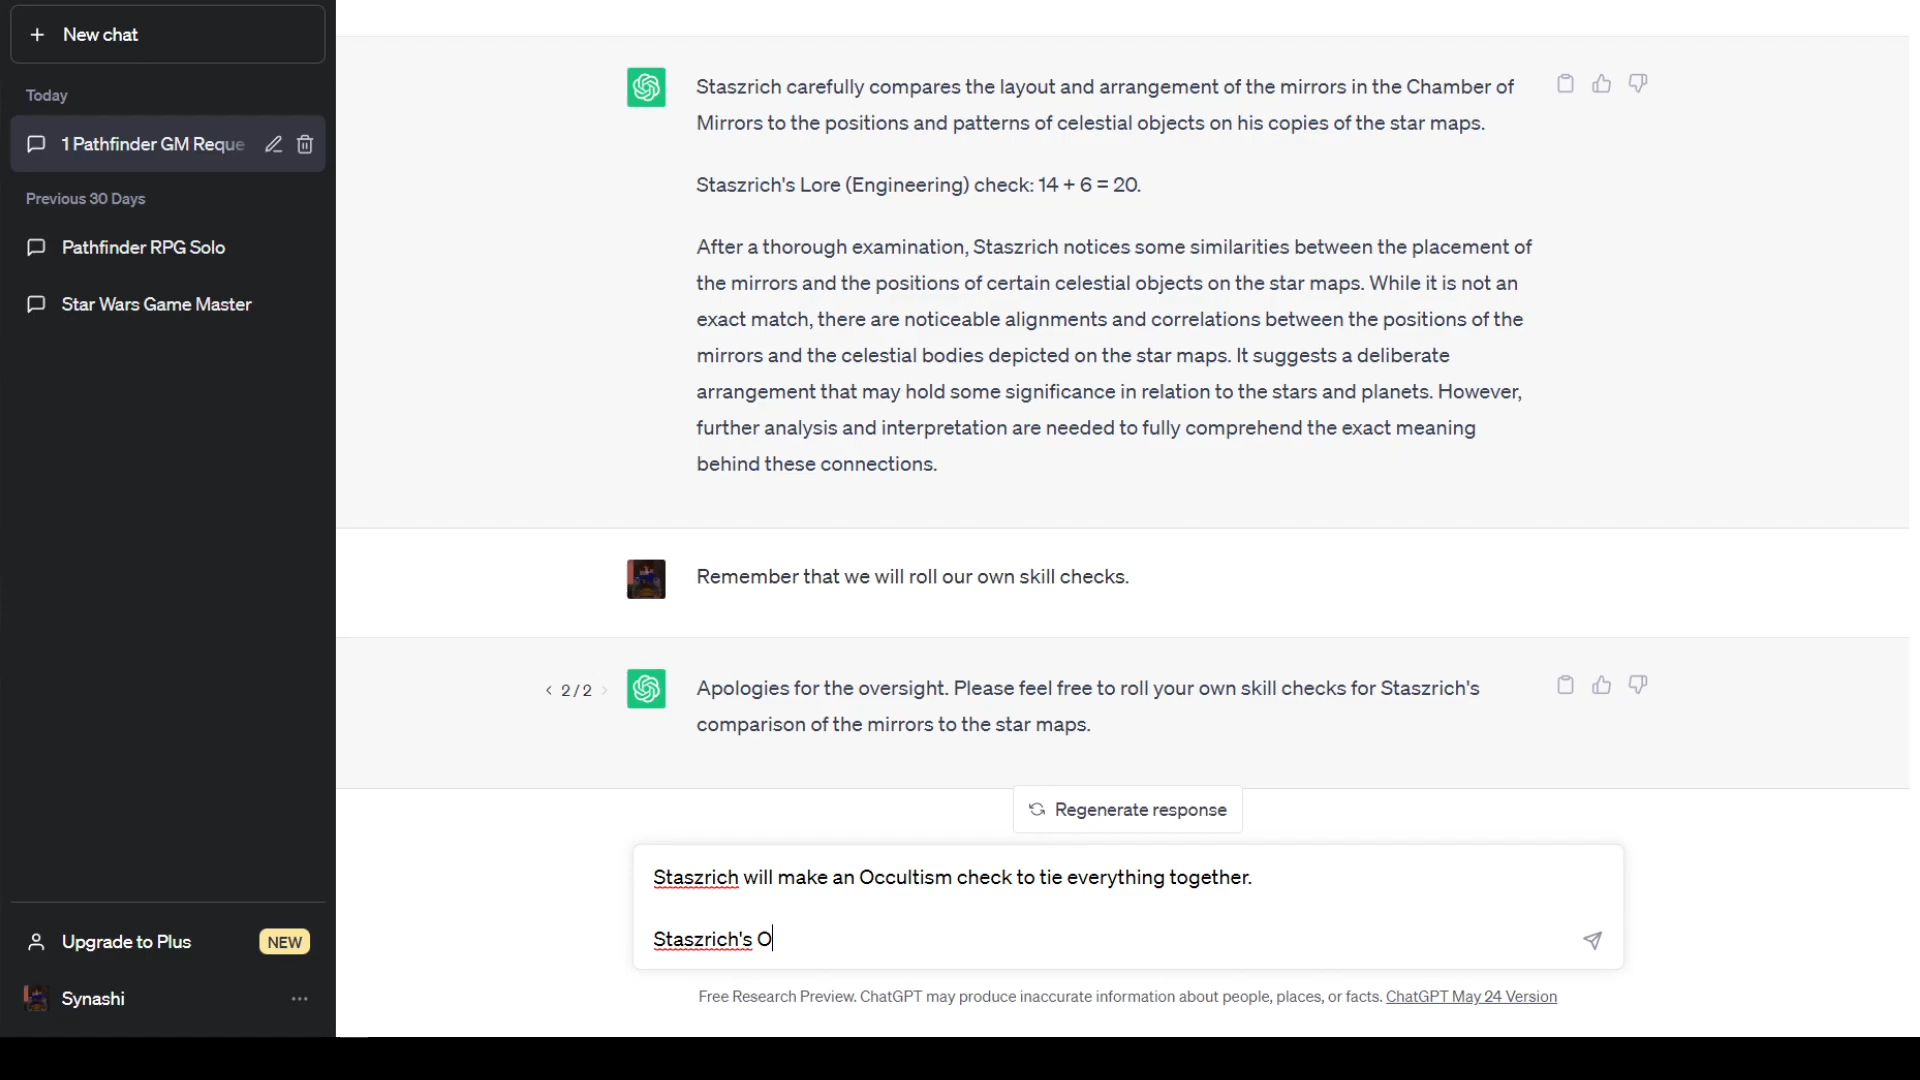 New chat
Today
1 Pathfinder GM Reque
Previous 30 Days
Pathfinder RPG Solo
Star Wars Game Master
Upgrade to Plus
NEW
Synashi
Staszrich carefully compares the layout and arrangement of the mirrors in the Chamber of
Mirrors to the positions and patterns of celestial objects on his copies of the star maps.
Staszrich's Lore (Engineering) check: 14 + 6 = 20.
After a thorough examination, Staszrich notices some similarities between the placement of
the mirrors and the positions of certain celestial objects on the star maps. While it is not an
exact match, there are noticeable alignments and correlations between the positions of the
mirrors and the celestial bodies depicted on the star maps. It suggests a deliberate
arrangement that may hold some significance in relation to the stars and planets. However,
further analysis and interpretation are needed to fully comprehend the exact meaning
behind these connections.
Remember that we will roll our own skill checks.
< 2 / 2 >
Apologies for the oversight. Please feel free to roll your own skill checks for Staszrich's
comparison of the mirrors to the star maps.
Regenerate response
Staszrich will make an Occultism check to tie everything together.
Staszrich's O
Free Research Preview. ChatGPT may produce inaccurate information about people, places, or facts. ChatGPT May 24 Version